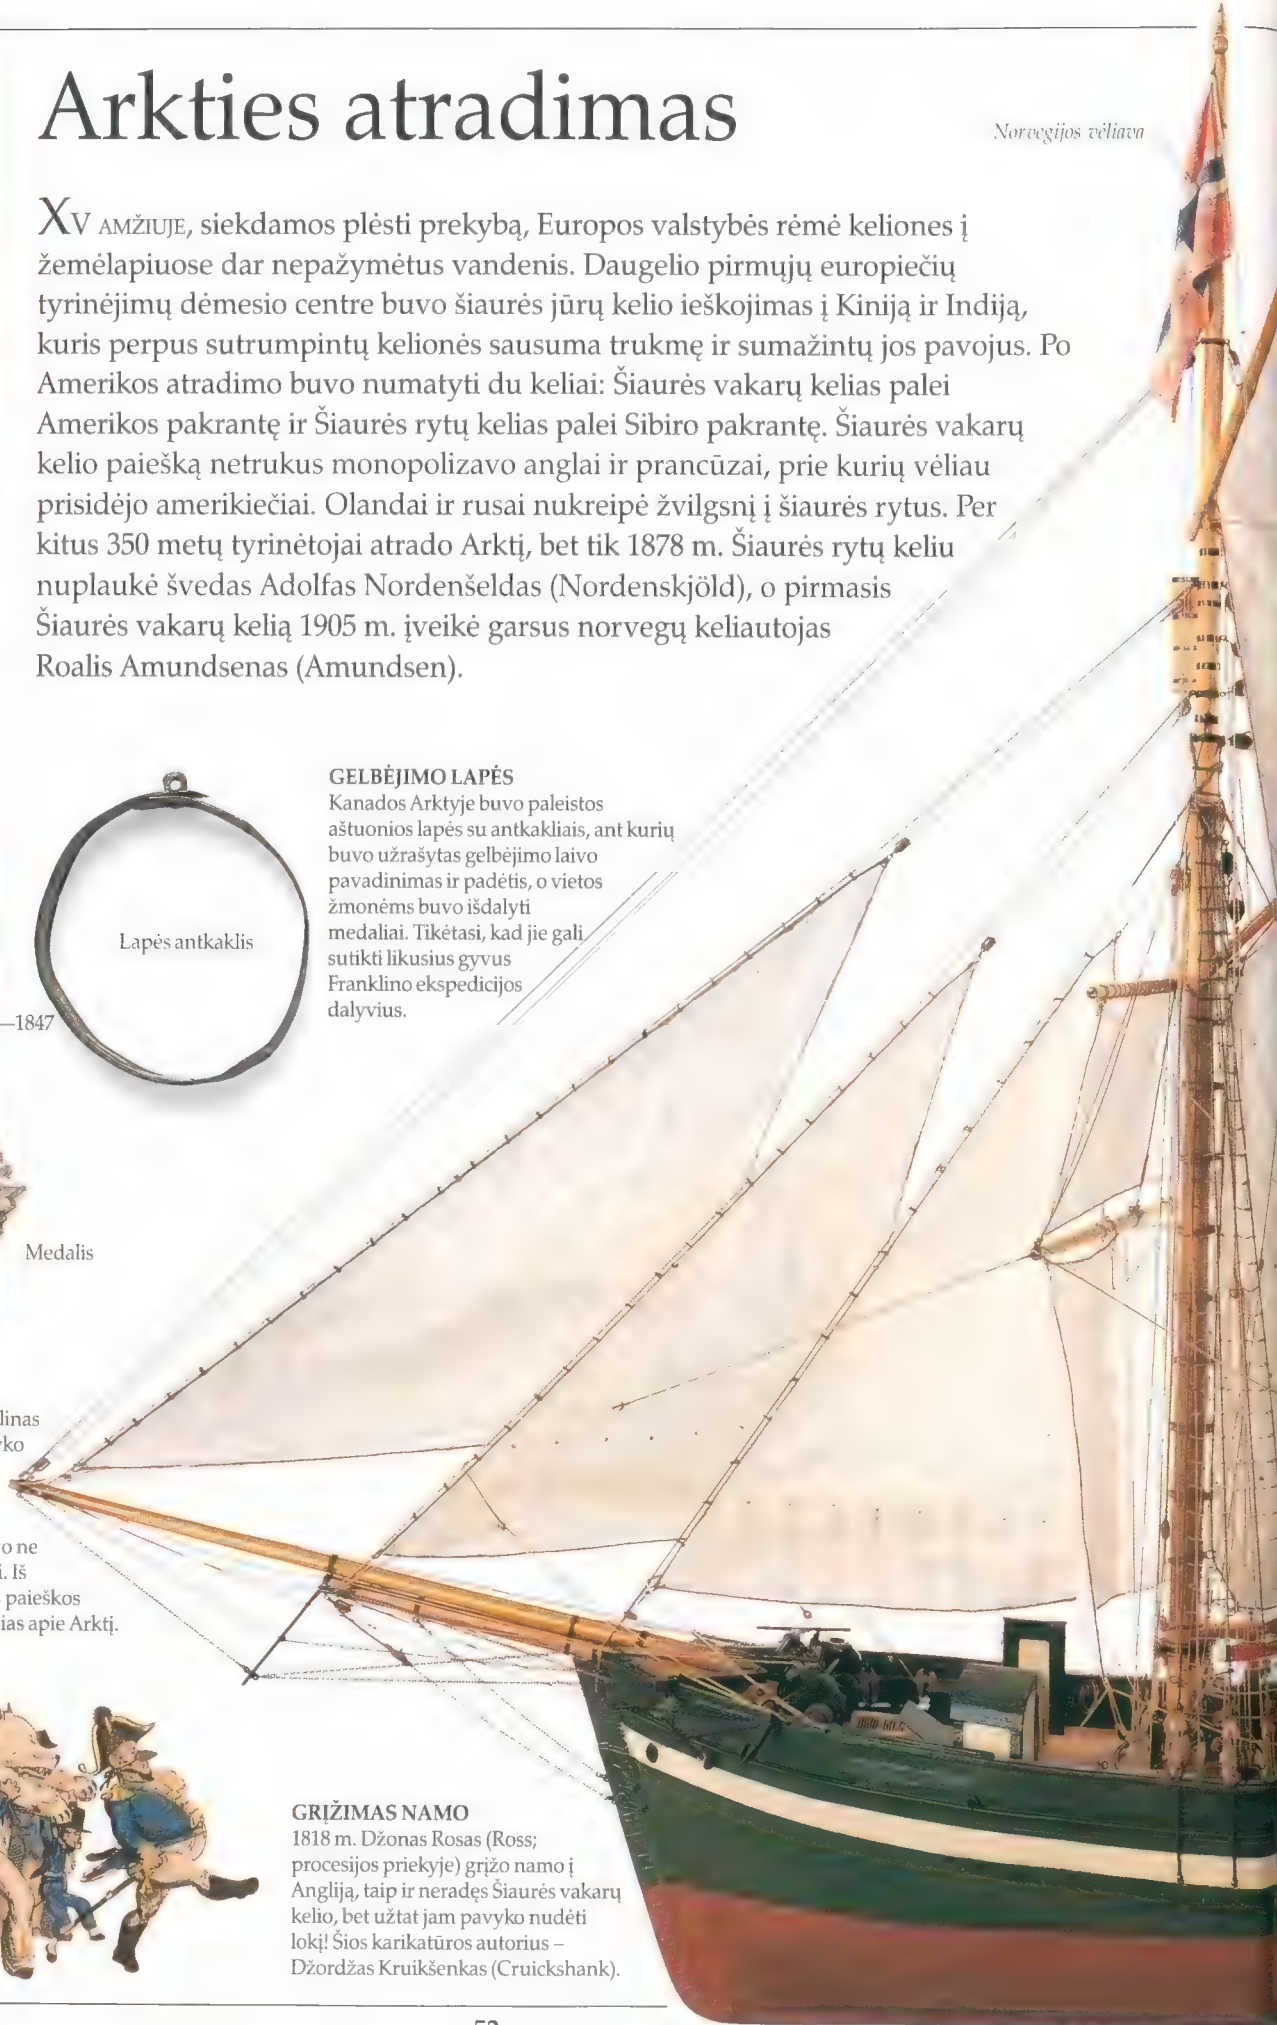 Arkties atradimas
Norvegijos vėliava
XV AMŽIUJE, siekdamos plėsti prekybą, Europos valstybės rėmė keliones į
žemėlapiuose dar nepažymėtus vandenis. Daugelio pirmųjų europiečių
tyrinėjimų dėmesio centre buvo šiaurės jūrų kelio ieškojimas į Kiniją ir Indiją,
kuris perpus sutrumpintų kelionės sausuma trukmę ir sumažintų jos pavojus. Po
Amerikos atradimo buvo numatyti du keliai: Šiaurės vakarų kelias palei
Amerikos pakrantę ir Šiaurės rytų kelias palei Sibiro pakrantę. Šiaurės vakarų
kelio paiešką netrukus monopolizavo anglai ir prancūzai, prie kurių vėliau
prisidėjo amerikiečiai. Olandai ir rusai nukreipė žvilgsnį į šiaurės rytus. Per
kitus 350 metų tyrinėtojai atrado Arktį, bet tik 1878 m. Šiaurės rytų keliu
nuplaukė švedas Adolfas Nordenšeldas (Nordenskjöld), o pirmasis
Šiaurės vakarų kelią 1905 m. įveikė garsus norvegų keliautojas
Roalis Amundsenas (Amundsen).
GELBĖJIMO LAPĖS
Kanados Arktyje buvo paleistos
aštuonios lapės su antkakliais, ant kurių
buvo užrašytas gelbėjimo laivo
pavadinimas ir padėtis, o vietos
žmonėms buvo išdalyti
medaliai. Tikėtasi, kad jie gali
sutikti likusius gyvus
Franklino ekspedicijos
dalyvius.
Lapės antkaklis
–1847
Medalis
linas
ko
o ne
i. Iš
paieškos
ias apie Arktį.
GRĮŽIMAS NAMO
1818 m. Džonas Rosas (Ross;
procesijos priekyje) grįžo namo į
Angliją, taip ir neradęs Šiaurės vakarų
kelio, bet užtat jam pavyko nudėti
lokį! Šios karikatūros autorius –
Džordžas Kruikšenkas (Cruickshank).